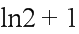 ln2 + 1